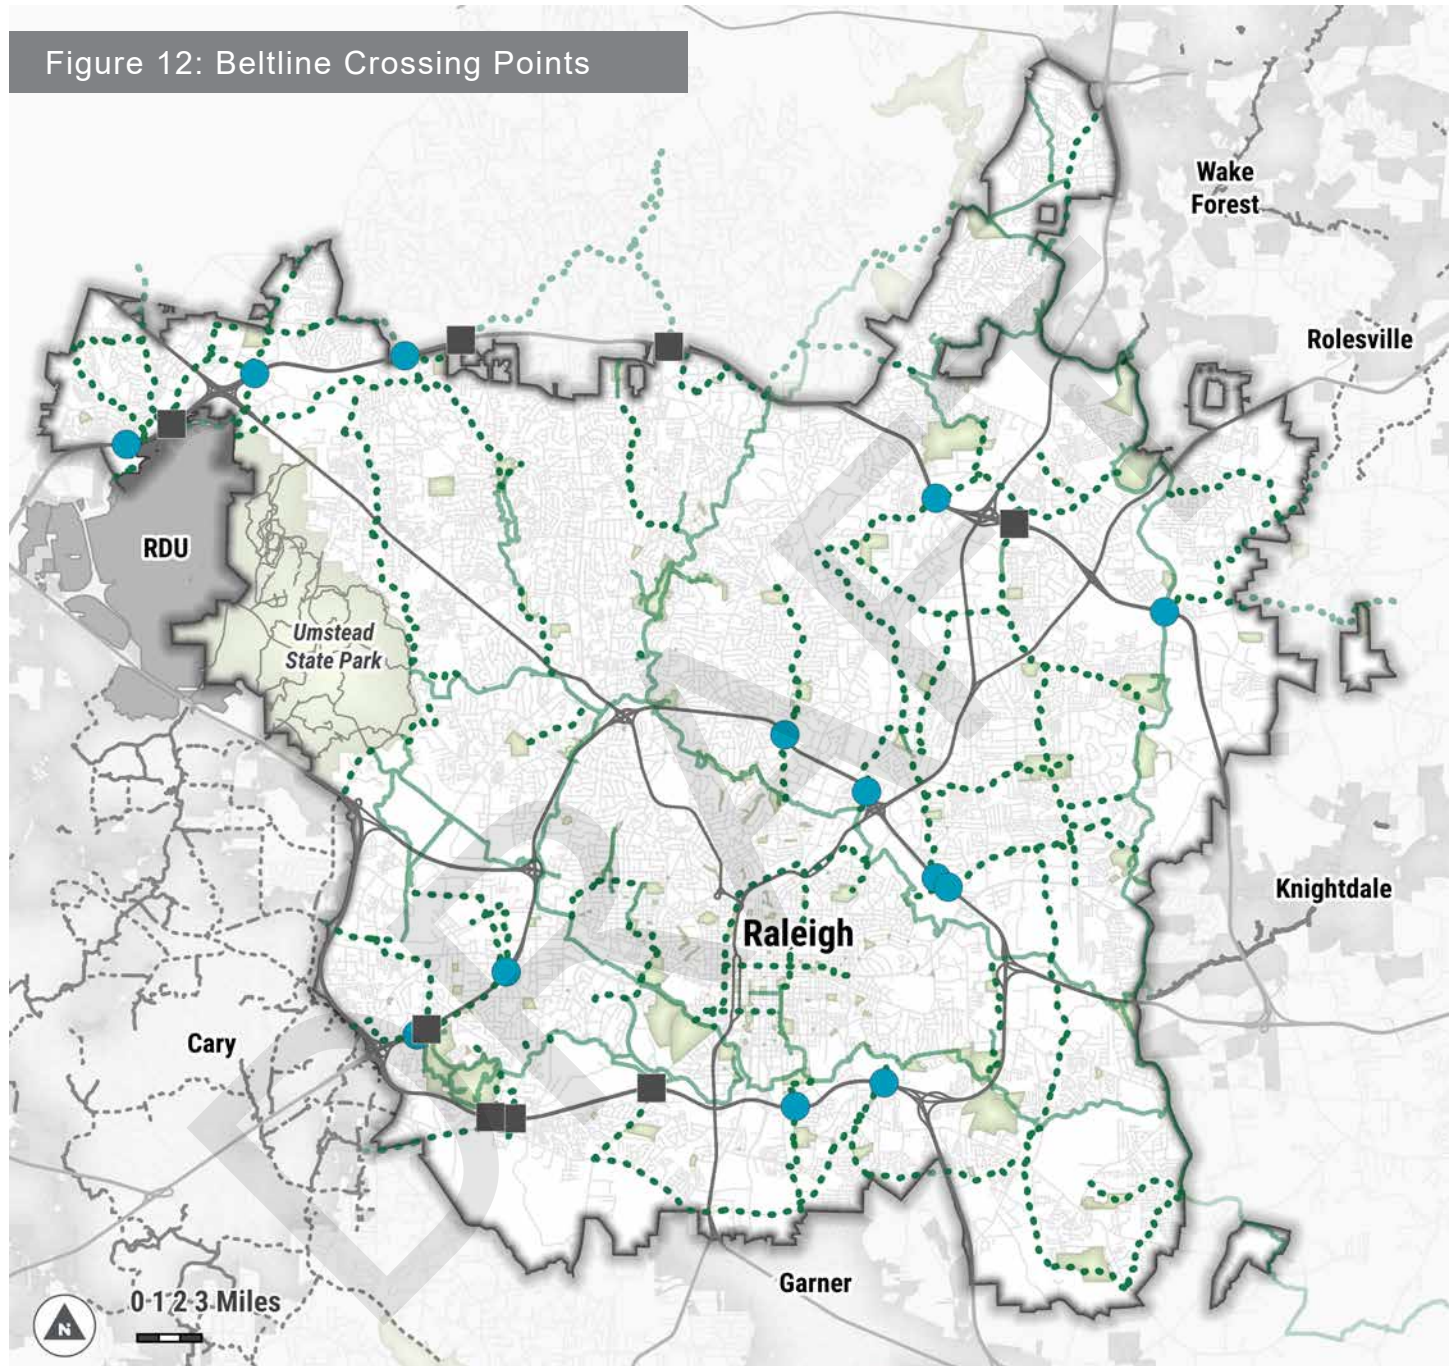 Figure 12: Beltline Crossing Points
Wake
Forest
Rolesville
RDU
Umstead
State Park
Knightdale
Raleigh
Cary
Garner
0 1 2 3 Miles
N
DRAFT